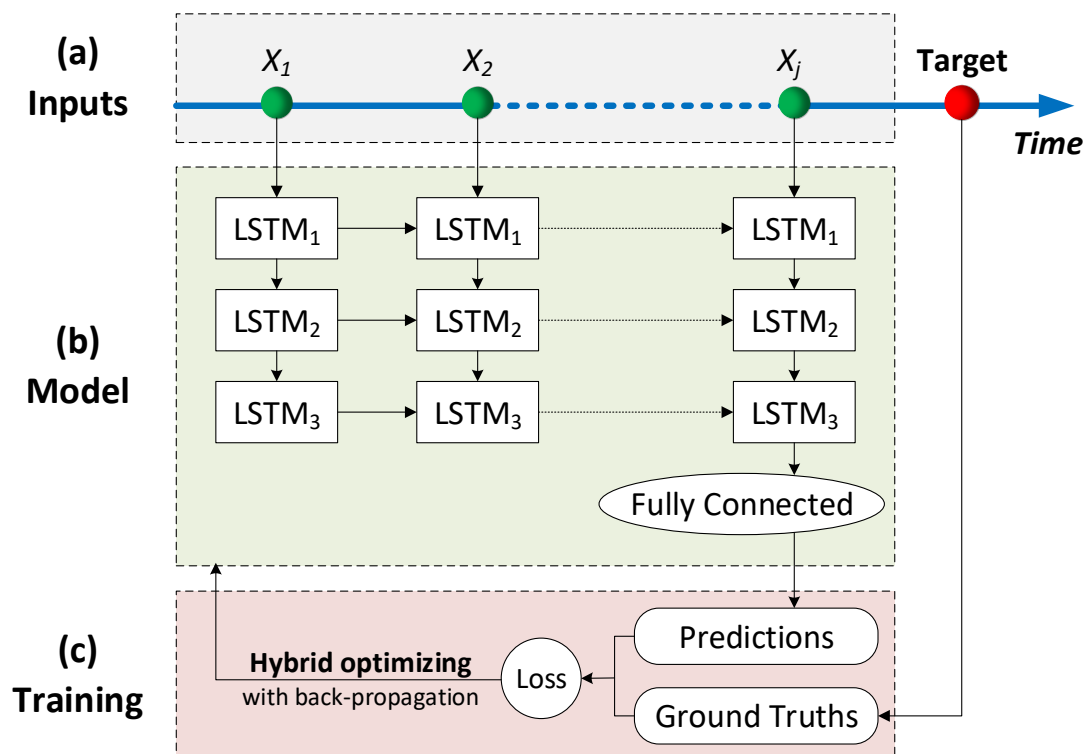 (a)
Inputs
X1
X2
Xj
Target
Time
(b)
Model
LSTM1
LSTM1
LSTM1
LSTM2
LSTM2
LSTM2
LSTM3
LSTM3
LSTM3
Fully Connected
(c)
Training
Hybrid optimizing
with back-propagation
Loss
Predictions
Ground Truths